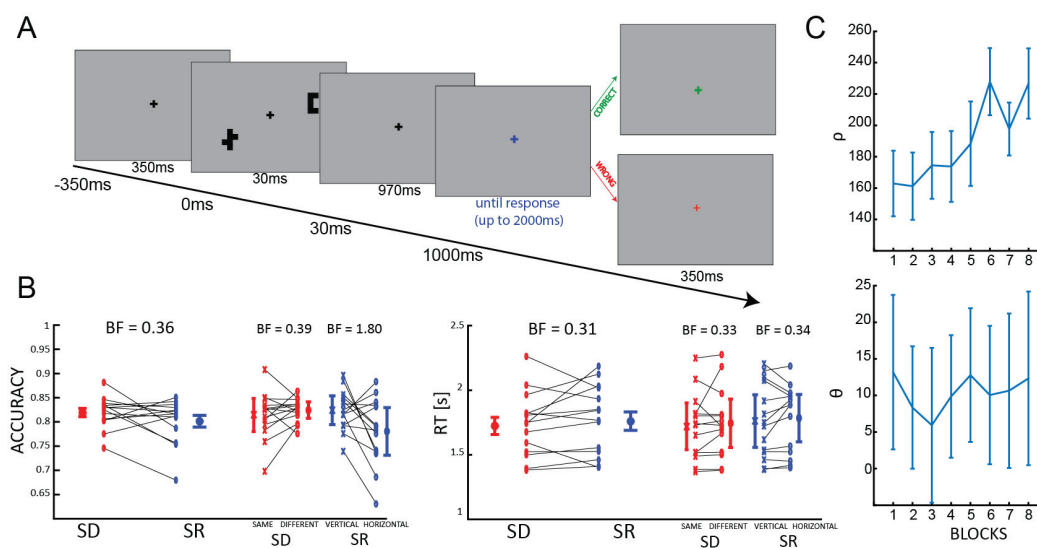 A
350ms
30ms
970ms
until response
(up to 2000ms)
CORRECT
WRONG
350ms
-350ms
0ms
30ms
1000ms
B
BF = 0.36
BF = 0.39
BF = 1.80
ACCURACY
1
0.95
0.9
0.85
0.8
0.75
0.7
0.65
SD
SR
SAME
DIFFERENT
VERTICAL
HORIZONTAL
SD
SR
BF = 0.31
BF = 0.33
BF = 0.34
RT [s]
2.5
2
1.5
1
SD
SR
SAME
DIFFERENT
VERTICAL
HORIZONTAL
SD
SR
C
ρ
260
240
220
200
180
160
140
1 2 3 4 5 6 7 8
θ
25
20
15
10
5
0
-5
1 2 3 4 5 6 7 8
BLOCKS